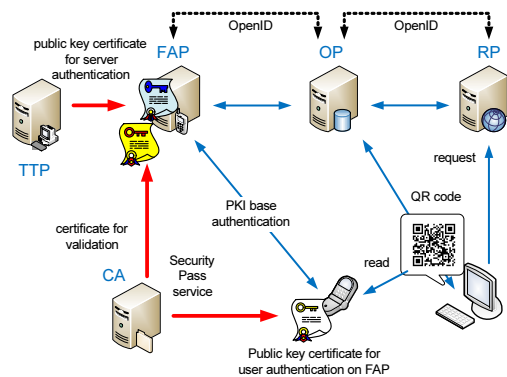 OpenID
OpenID
public key certificate
for server
authentication
FAP
OP
RP
TTP
request
QR code
PKI base
authentication
certificate for
validation
Security
Pass
service
read
CA
Public key certificate for
user authentication on FAP